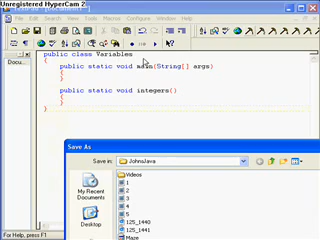 Unregistered HyperCam 2
File Edit Search View Tools Macros Configure Window Help
Docum...
public class Variables
{
public static void main(String[] args)
{
}
public static void integers()
{
}
}
Save As
Save in: JohnsJava
My Recent
Documents
Desktop
Videos
1
2
3
4
5
125_1440
125_1441
Maze
For Help, press F1